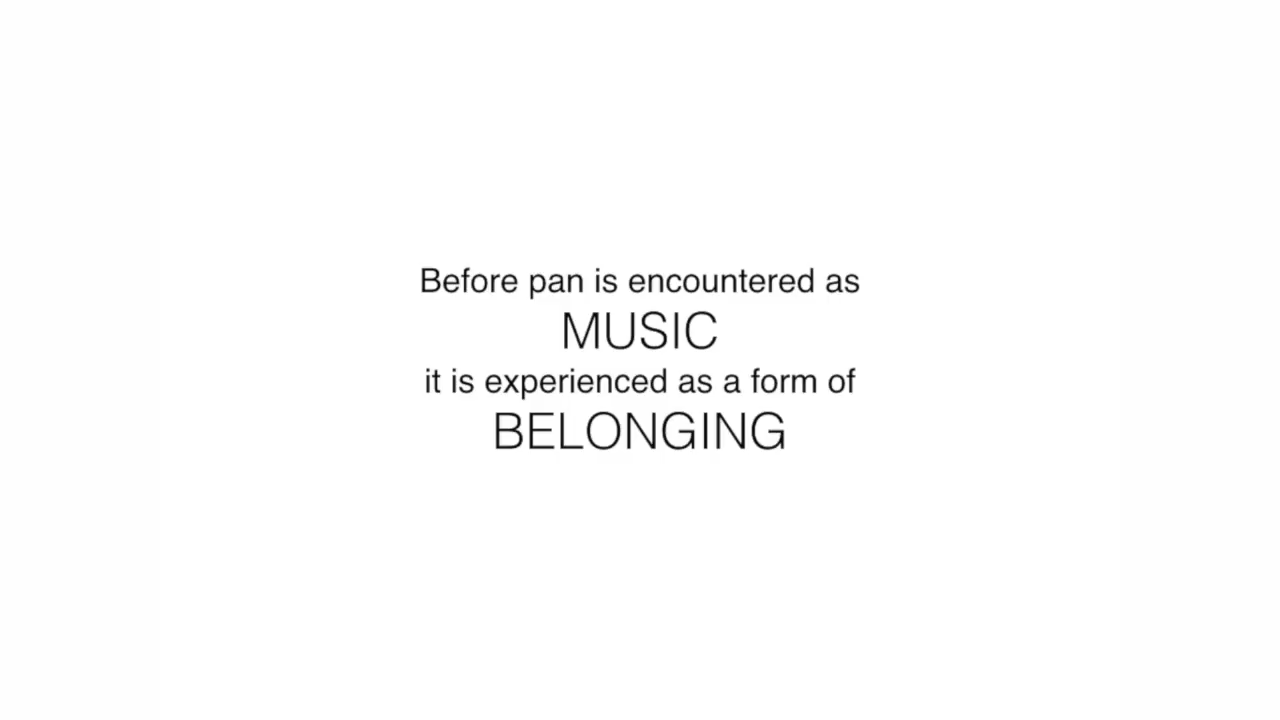 Before pan is encountered as
MUSIC
it is experienced as a form of
BELONGING